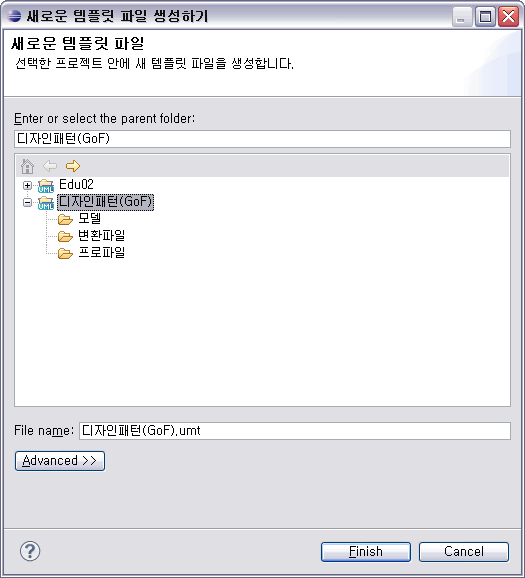 새로운 템플릿 파일 생성하기
새로운 템플릿 파일
선택한 프로젝트 안에 새 템플릿 파일을 생성합니다.
Enter or select the parent folder:
디자인패턴(GoF)
UML Edu02
UML 디자인패턴(GoF)
모델
변환파일
프로파일
File name: 디자인패턴(GoF).umt
Advanced >>
? Finish Cancel